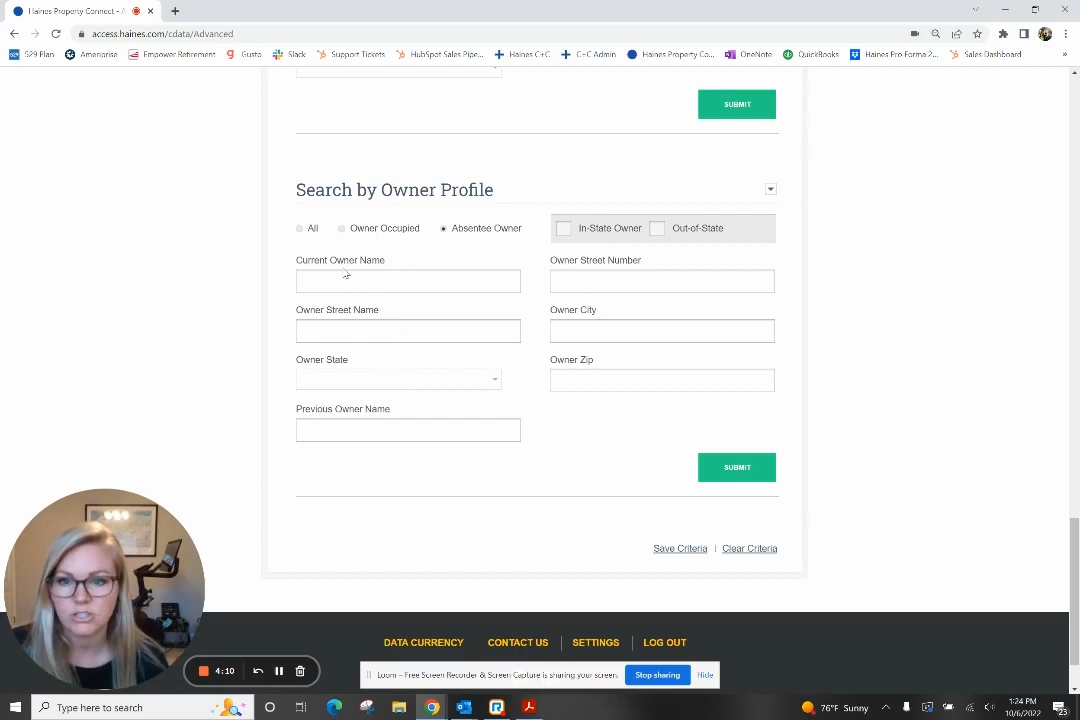 Haines Property Connect - A
access.haines.com/cdata/Advanced
S29 Plan
Ameriprise
Empower Retirement
Gusto
Slack
Support Tickets
HubSpot Sales Pipe...
Haines C+C
C+C Admin
Haines Property Co...
OneNote
QuickBooks
Haines Pro Forma 2...
Sales Dashboard
»
SUBMIT
Search by Owner Profile
All
Owner Occupied
Absentee Owner
In-State Owner
Out-of-State
Current Owner Name
Owner Street Number
Owner Street Name
Owner City
Owner State
Owner Zip
Previous Owner Name
SUBMIT
Save Criteria | Clear Criteria
DATA CURRENCY
CONTACT US
SETTINGS
LOG OUT
4:10
Loom – Free Screen Recorder & Screen Capture is sharing your screen.
Stop sharing
Hide
Type here to search
76°F Sunny
1:24 PM
10/6/2022
23